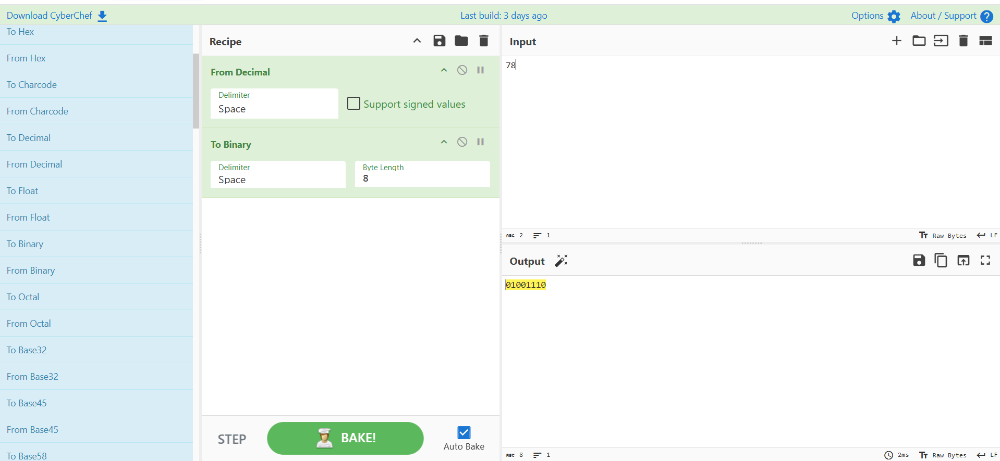 Download CyberChef
Last build: 3 days ago
Options
About / Support
To Hex
From Hex
To Charcode
From Charcode
To Decimal
From Decimal
To Float
From Float
To Binary
From Binary
To Octal
From Octal
To Base32
From Base32
To Base45
From Base45
To Base58
Recipe
From Decimal
Delimiter
Space
Support signed values
To Binary
Delimiter
Space
Byte Length
8
STEP
BAKE!
Auto Bake
Input
78
ABC 2
1
Raw Bytes
LF
Output
01001110
ABC 8
1
2ms
Raw Bytes
LF